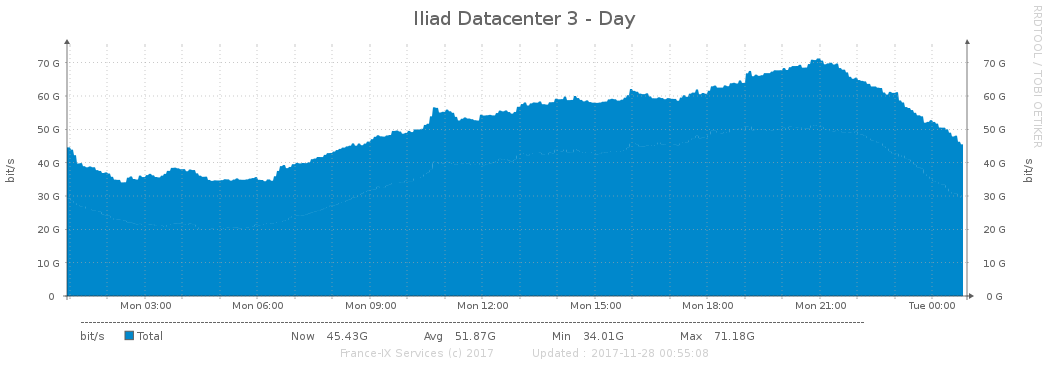 Iliad Datacenter 3 - Day
RRDTOOL / TOBI OETIKER
bit/s
70 G 70 G
60 G 60 G
50 G 50 G
40 G 40 G
30 G 30 G
20 G 20 G
10 G 10 G
0 0 G
bit/s
Mon 03:00 Mon 06:00 Mon 09:00 Mon 12:00 Mon 15:00 Mon 18:00 Mon 21:00 Tue 00:00
bit/s Total Now 45.43G Avg 51.87G Min 34.01G Max 71.18G
France-IX Services (c) 2017 Updated : 2017-11-28 00:55:08